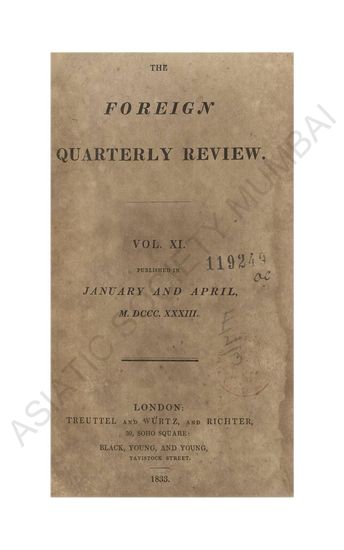 THE
FOREIGN
QUARTERLY REVIEW.
VOL. XI.
PUBLISHED IN
119249
JANUARY AND APRIL,
M. DCCC. XXXIII.
LONDON:
TREUTTEL AND WÜRTZ, AND RICHTER,
30, SOHO SQUARE:
BLACK, YOUNG, AND YOUNG,
TAVISTOCK STREET.
1833.
ASIATIC SOCIETY MUMBAI